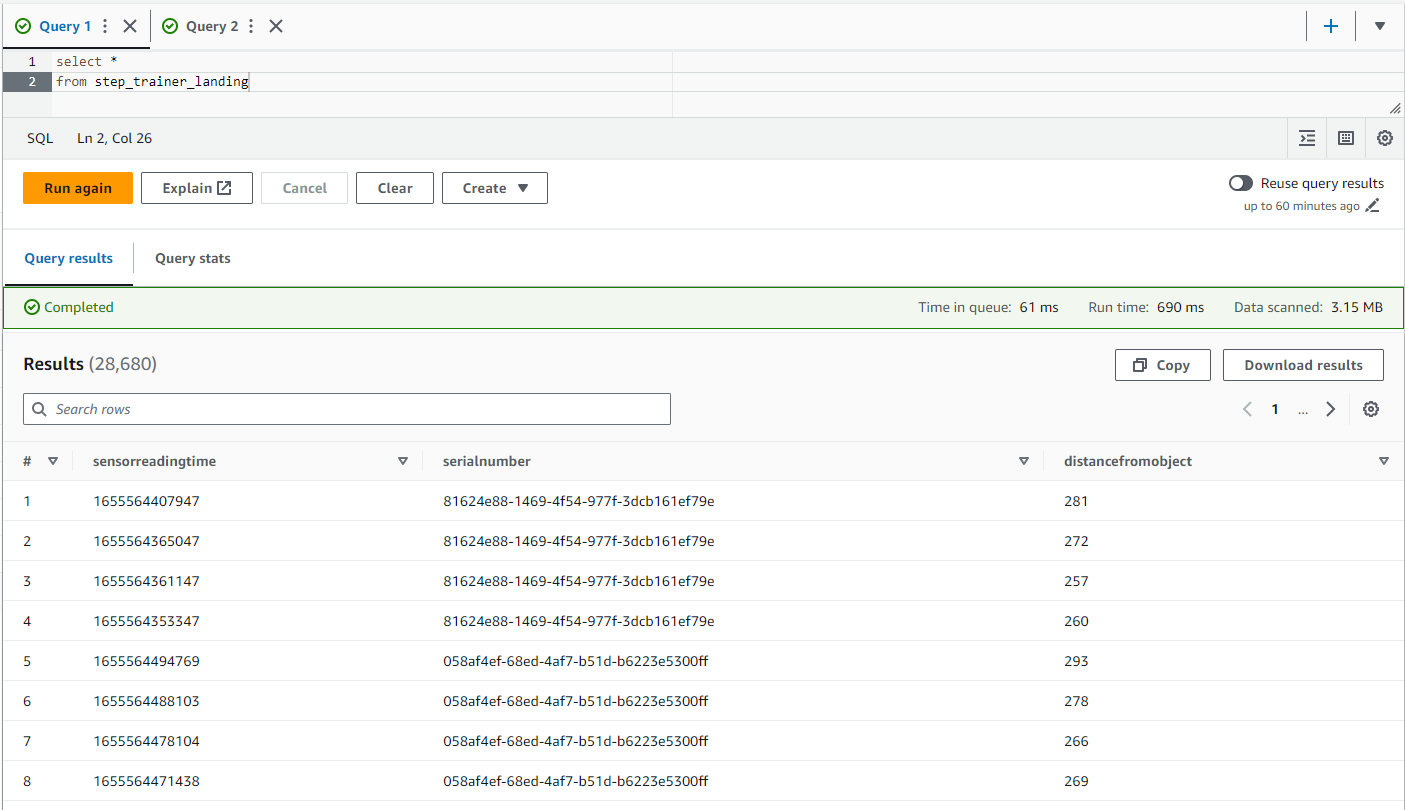 Query 1 Query 2
1 select *
2 from step_trainer_landing
SQL Ln 2, Col 26
Run again Explain Cancel Clear Create Reuse query results
up to 60 minutes ago
Query results Query stats
Completed Time in queue: 61 ms Run time: 690 ms Data scanned: 3.15 MB
Results (28,680) Copy Download results
Search rows 1 ...
# sensorreadingtime serialnumber distancefromobject
1 1655564407947 81624e88-1469-4f54-977f-3dcb161ef79e 281
2 1655564365047 81624e88-1469-4f54-977f-3dcb161ef79e 272
3 1655564361147 81624e88-1469-4f54-977f-3dcb161ef79e 257
4 1655564353347 81624e88-1469-4f54-977f-3dcb161ef79e 260
5 1655564494769 058af4ef-68ed-4af7-b51d-b6223e5300ff 293
6 1655564488103 058af4ef-68ed-4af7-b51d-b6223e5300ff 278
7 1655564478104 058af4ef-68ed-4af7-b51d-b6223e5300ff 266
8 1655564471438 058af4ef-68ed-4af7-b51d-b6223e5300ff 269